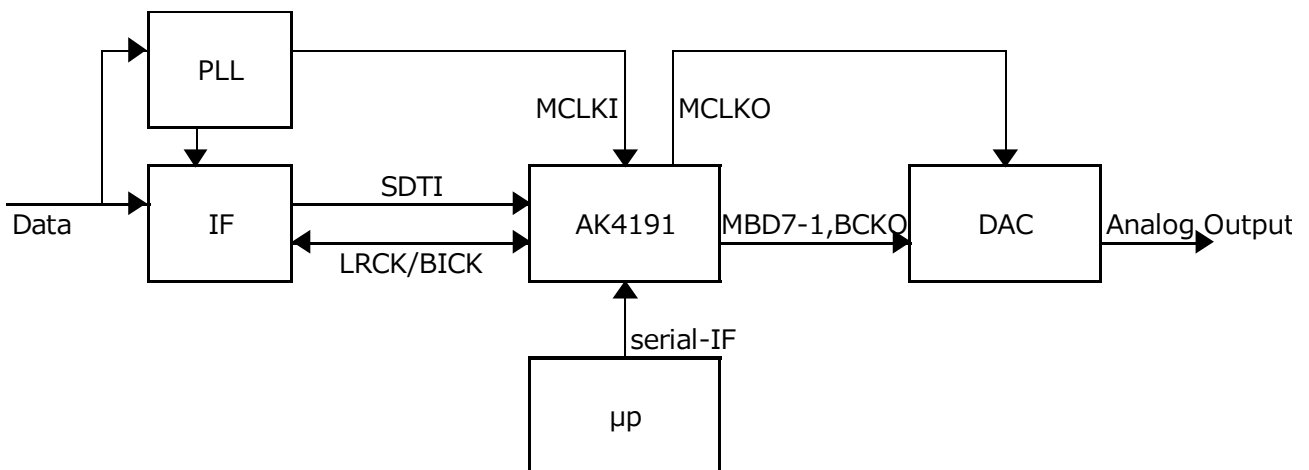 PLL
MCLKI
MCLKO
SDTI
Data
IF
AK4191
MBD7-1,BCKO
DAC
Analog Output
LRCK/BICK
serial-IF
μp